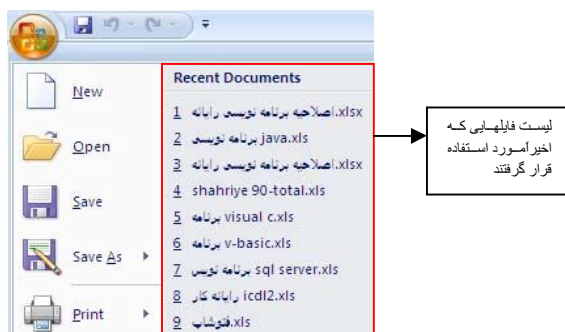 Recent Documents
New
Open
Save
Save As
Print
1 اصلاحیه برنامه نویسی رایانه.xlsx
2 برنامه نویسی java.xls
3 اصلاحیه برنامه نویسی رایانه.xlsx
4 shahriye 90-total.xls
5 برنامه visual c.xls
6 برنامه v-basic.xls
7 برنامه نویس sql server.xls
8 رایانه کار icdl2.xls
9 فتوشاپ.xls
لیست فایلهایی که
اخیرآمورد استفاده
قرار گرفتند